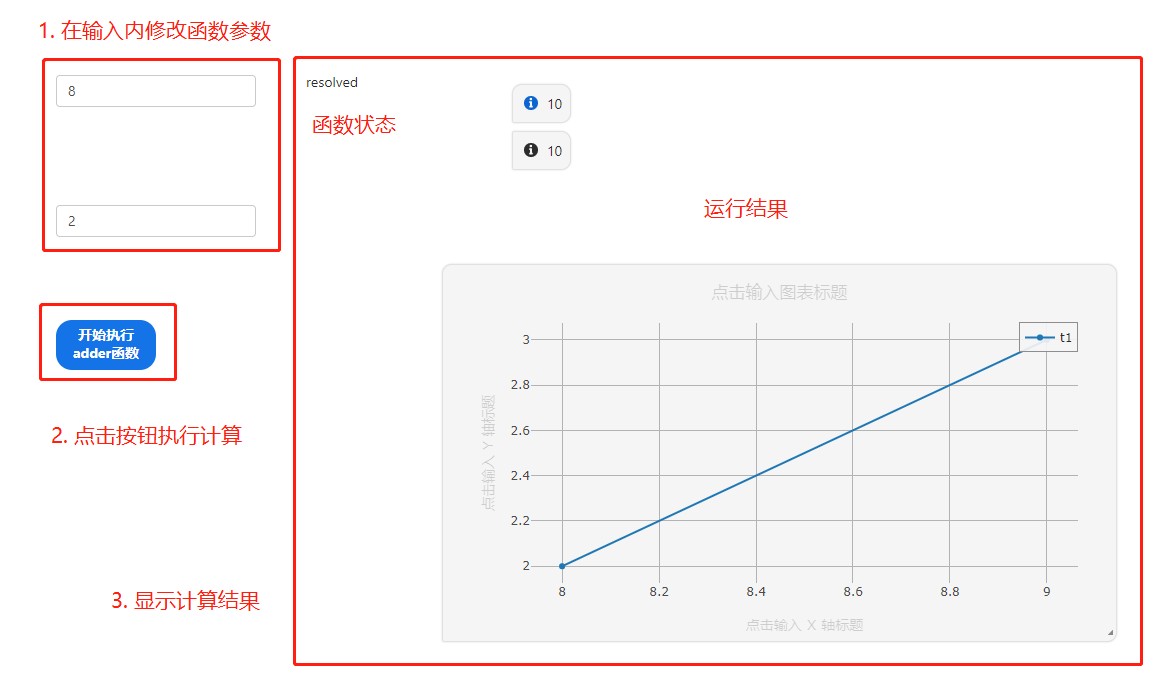 1. 在输入内修改函数参数
8
2
开始执行
adder函数
2. 点击按钮执行计算
3. 显示计算结果
resolved
函数状态
10
10
运行结果
点击输入图表标题
t1
点击输入 Y 轴标题
3
2.8
2.6
2.4
2.2
2
8
8.2
8.4
8.6
8.8
9
点击输入 X 轴标题